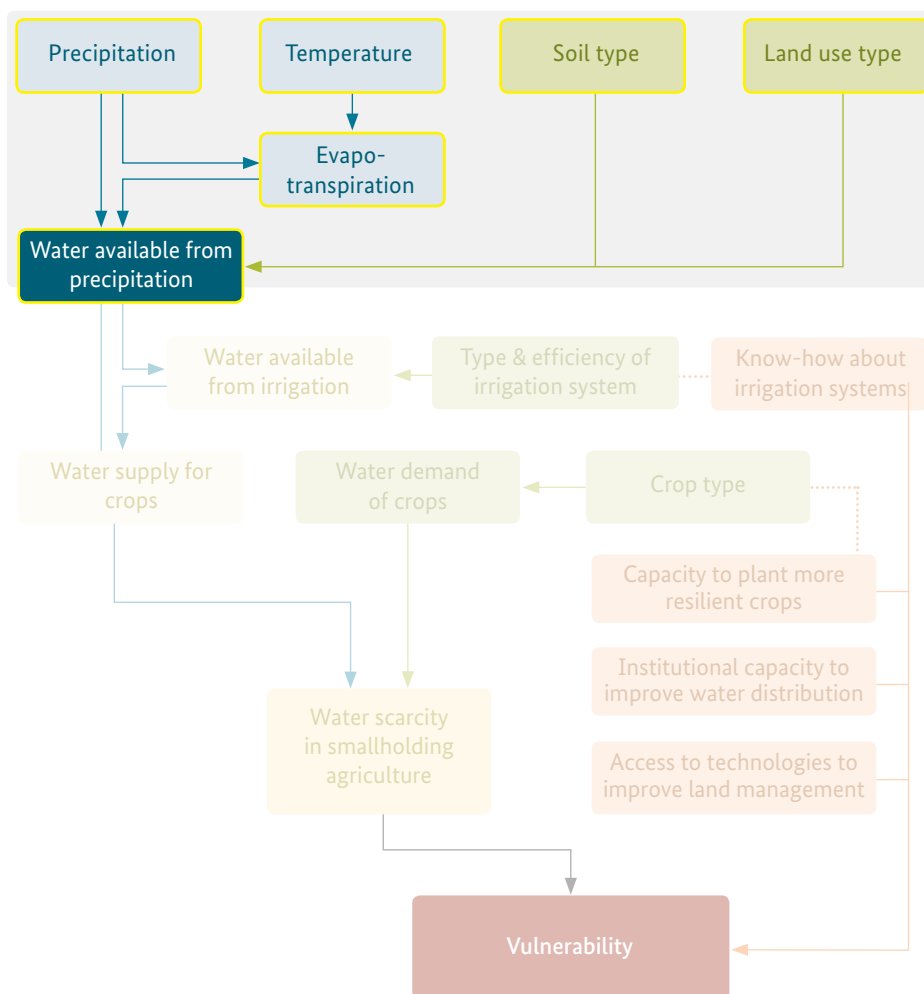 Precipitation
Temperature
Soil type
Land use type
Evapo-
transpiration
Water available from
precipitation
Water available
from irrigation
Type & efficiency of
irrigation system
Know-how about
irrigation systems
Water supply for
crops
Water demand
of crops
Crop type
Capacity to plant more
resilient crops
Institutional capacity to
improve water distribution
Water scarcity
in smallholding
agriculture
Access to technologies to
improve land management
Vulnerability